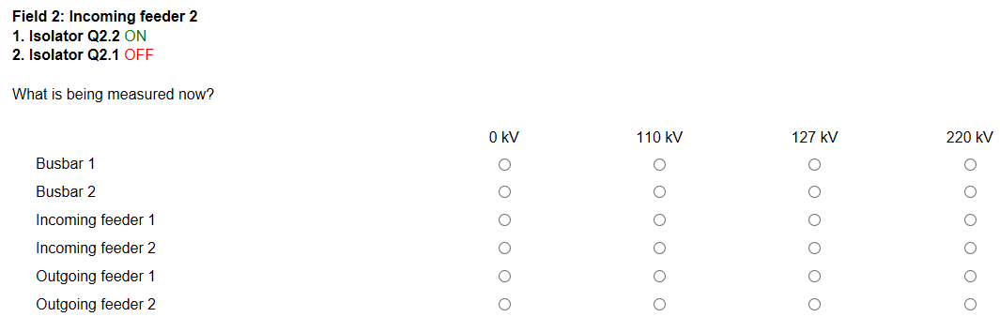 Field 2: Incoming feeder 2
1. Isolator Q2.2 ON
2. Isolator Q2.1 OFF
What is being measured now?
0 kV 110 kV 127 kV 220 kV
Busbar 1
Busbar 2
Incoming feeder 1
Incoming feeder 2
Outgoing feeder 1
Outgoing feeder 2